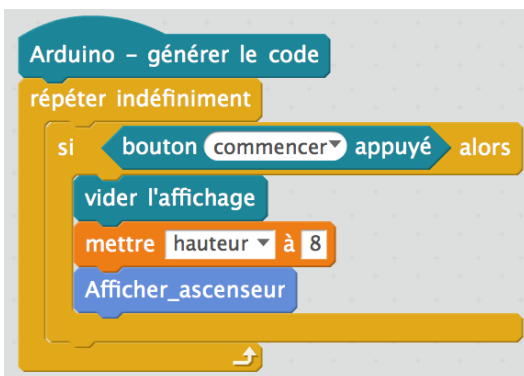 Arduino – générer le code
répéter indéfiniment
si bouton commencer appuyé alors
vider l'affichage
mettre hauteur à 8
Afficher_ascenseur